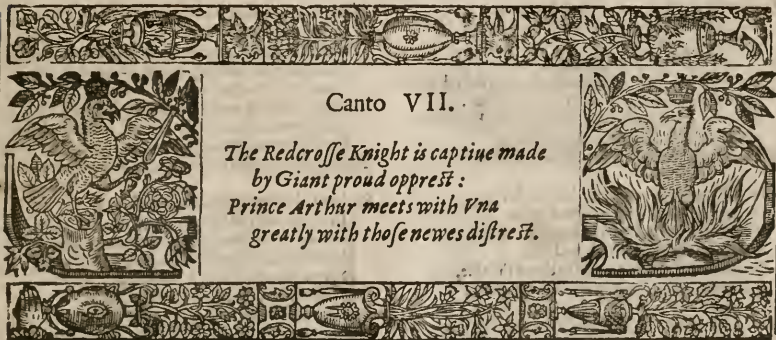 Canto VII.
The Redcroſſe Knight is captiue made
by Giant proud oppreſt :
Prince Arthur meets with Vna
greatly with thoſe newes diſtreſt.